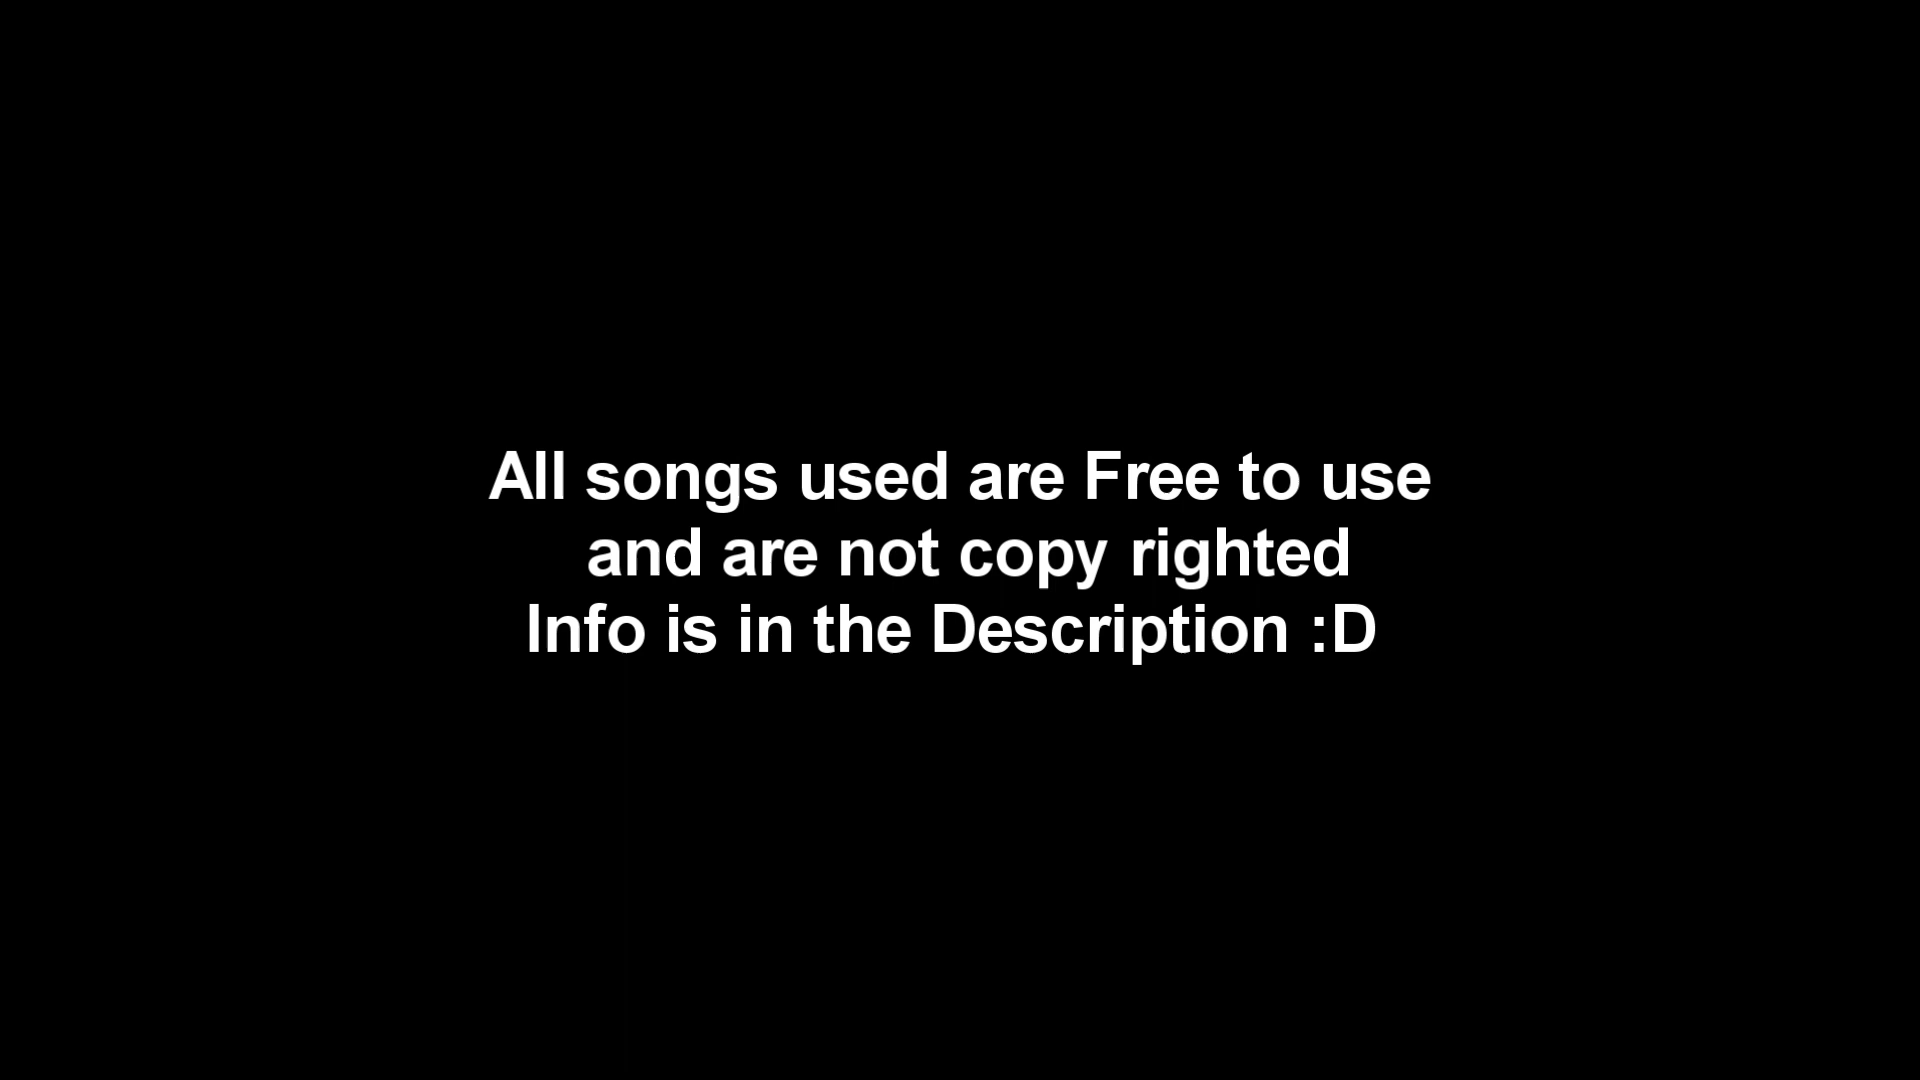 All songs used are Free to use
and are not copy righted
Info is in the Description :D